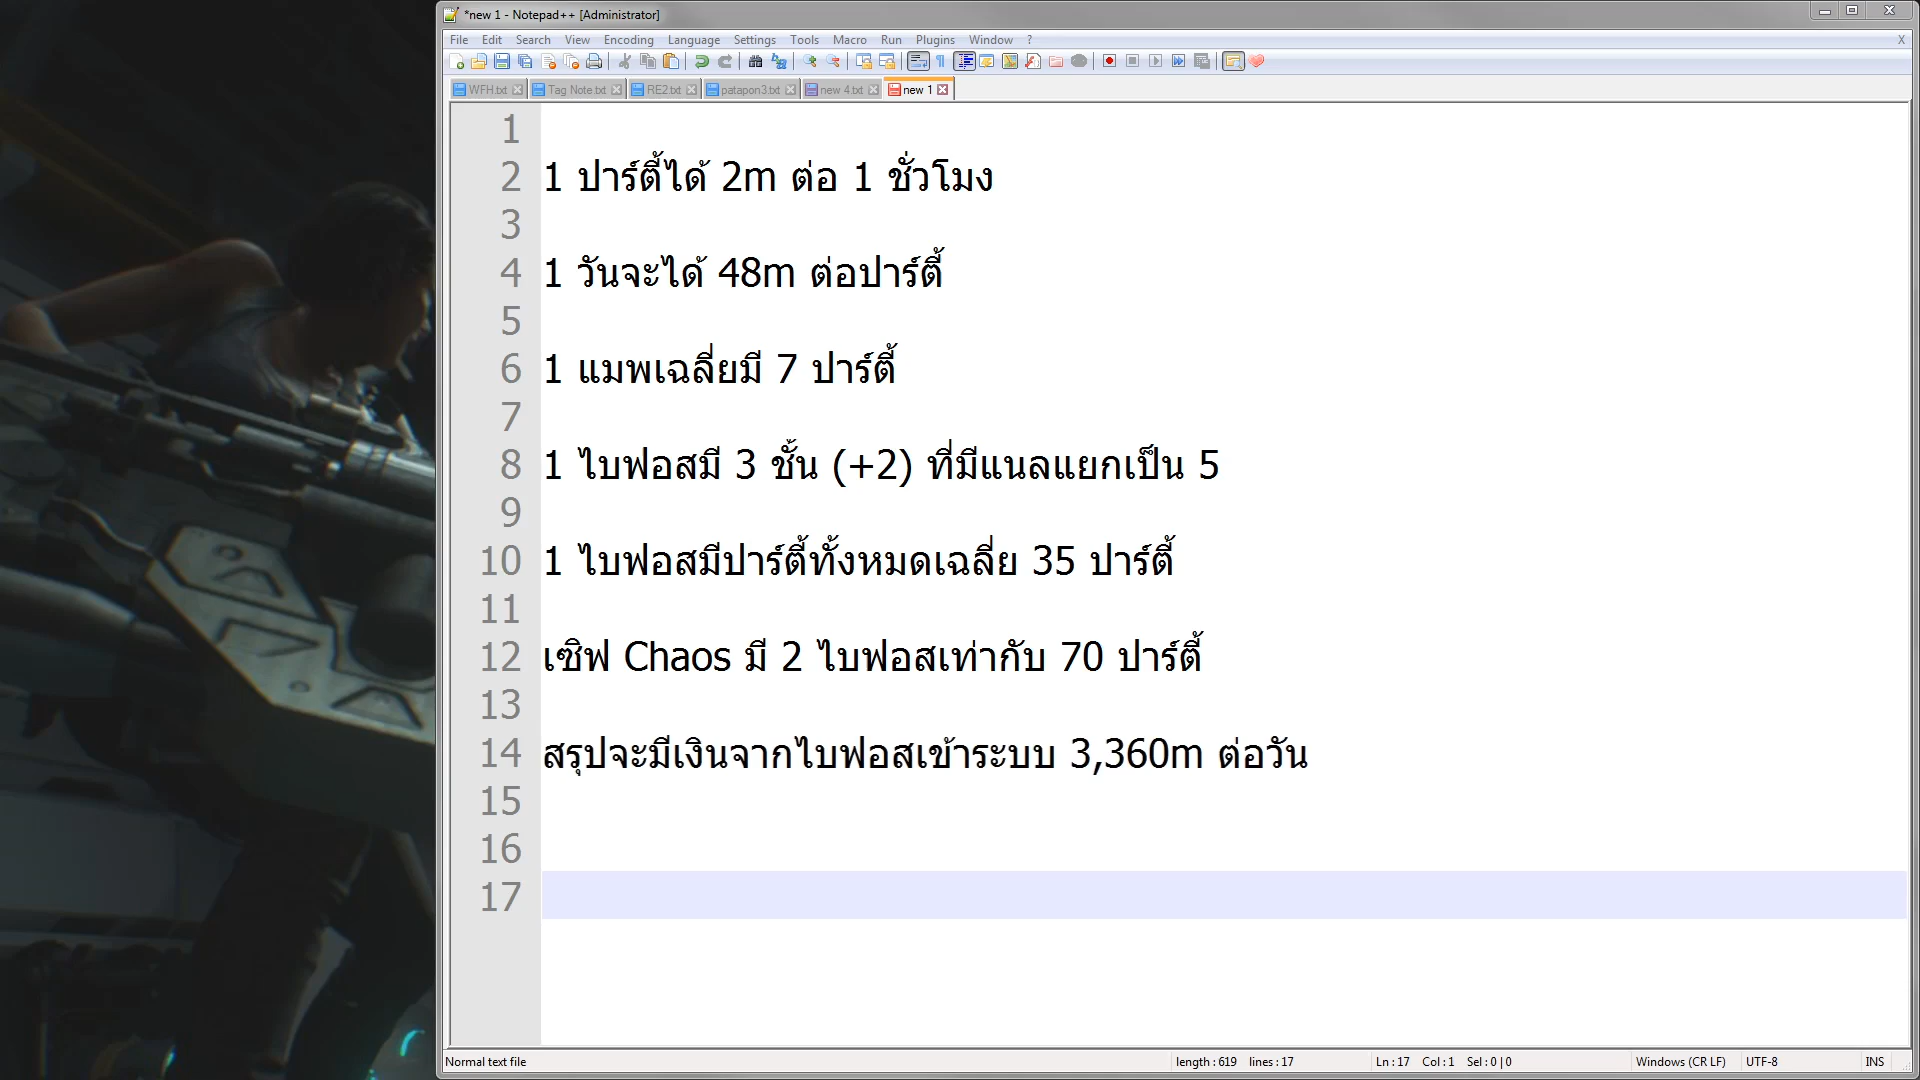 *new 1 - Notepad++ [Administrator]
File Edit Search View Encoding Language Settings Tools Macro Run Plugins Window ? X
WFH.txt Tag Note.txt RE2.txt patapon3.txt new 4.txt new 1
1
2 1 ปาร์ตี้ได้ 2m ต่อ 1 ชั่วโมง
3
4 1 วันจะได้ 48m ต่อปาร์ตี้
5
6 1 แมพเฉลี่ยมี 7 ปาร์ตี้
7
8 1 ไบฟอสมี 3 ชั้น (+2) ที่มีแนลแยกเป็น 5
9
10 1 ไบฟอสมีปาร์ตี้ทั้งหมดเฉลี่ย 35 ปาร์ตี้
11
12 เซิฟ Chaos มี 2 ไบฟอสเท่ากับ 70 ปาร์ตี้
13
14 สรุปจะมีเงินจากไบฟอสเข้าระบบ 3,360m ต่อวัน
15
16
17
Normal text file length : 619 lines : 17 Ln : 17 Col : 1 Sel : 0 | 0 Windows (CR LF) UTF-8 INS